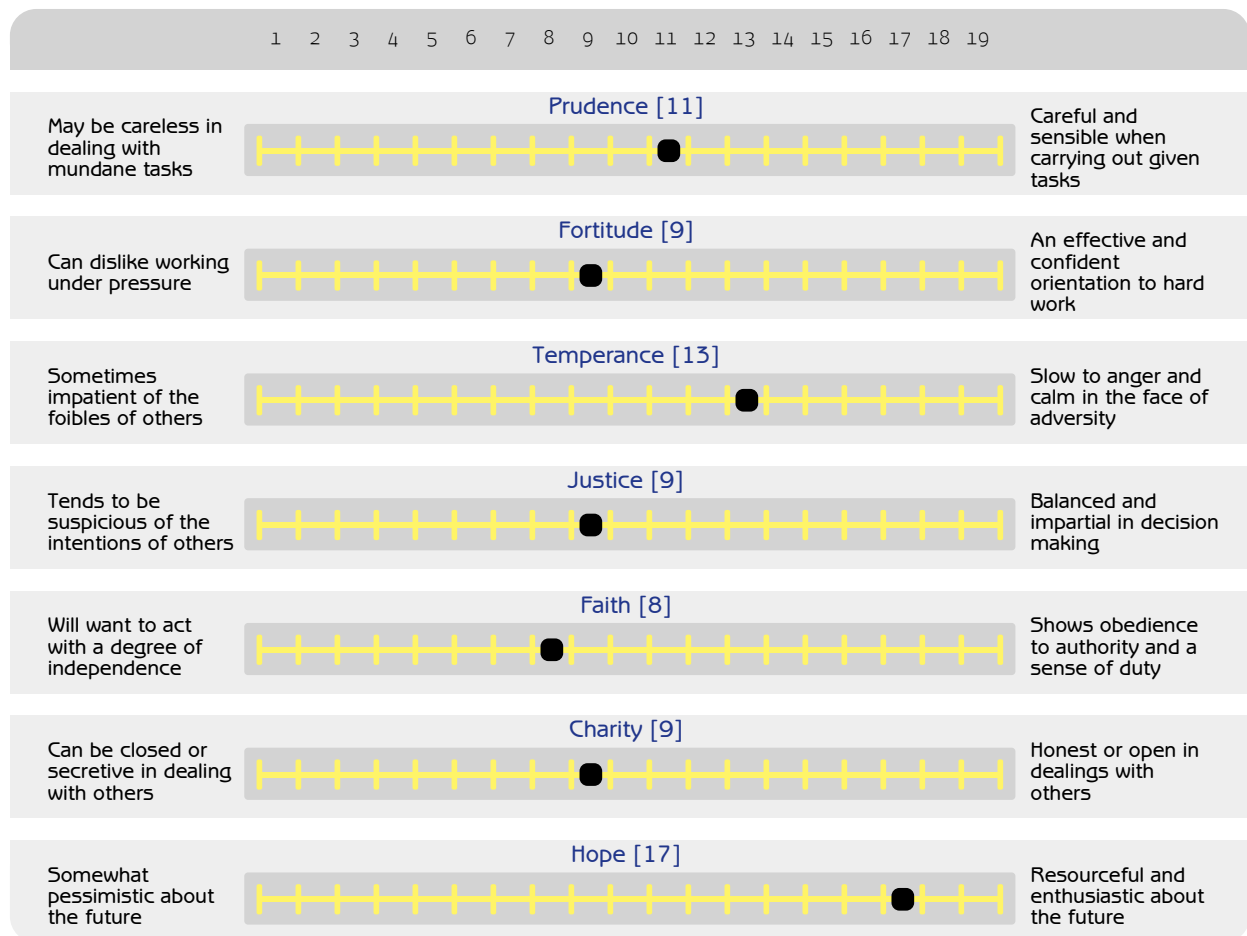 1 2 3 4 5 6 7 8 9 10 11 12 13 14 15 16 17 18 19
Prudence [11]
May be careless in
dealing with
mundane tasks
Careful and
sensible when
carrying out given
tasks
Fortitude [9]
Can dislike working
under pressure
An effective and
confident
orientation to hard
work
Temperance [13]
Sometimes
impatient of the
foibles of others
Slow to anger and
calm in the face of
adversity
Justice [9]
Tends to be
suspicious of the
intentions of others
Balanced and
impartial in decision
making
Faith [8]
Will want to act
with a degree of
independence
Shows obedience
to authority and a
sense of duty
Charity [9]
Can be closed or
secretive in dealing
with others
Honest or open in
dealings with
others
Hope [17]
Somewhat
pessimistic about
the future
Resourceful and
enthusiastic about
the future